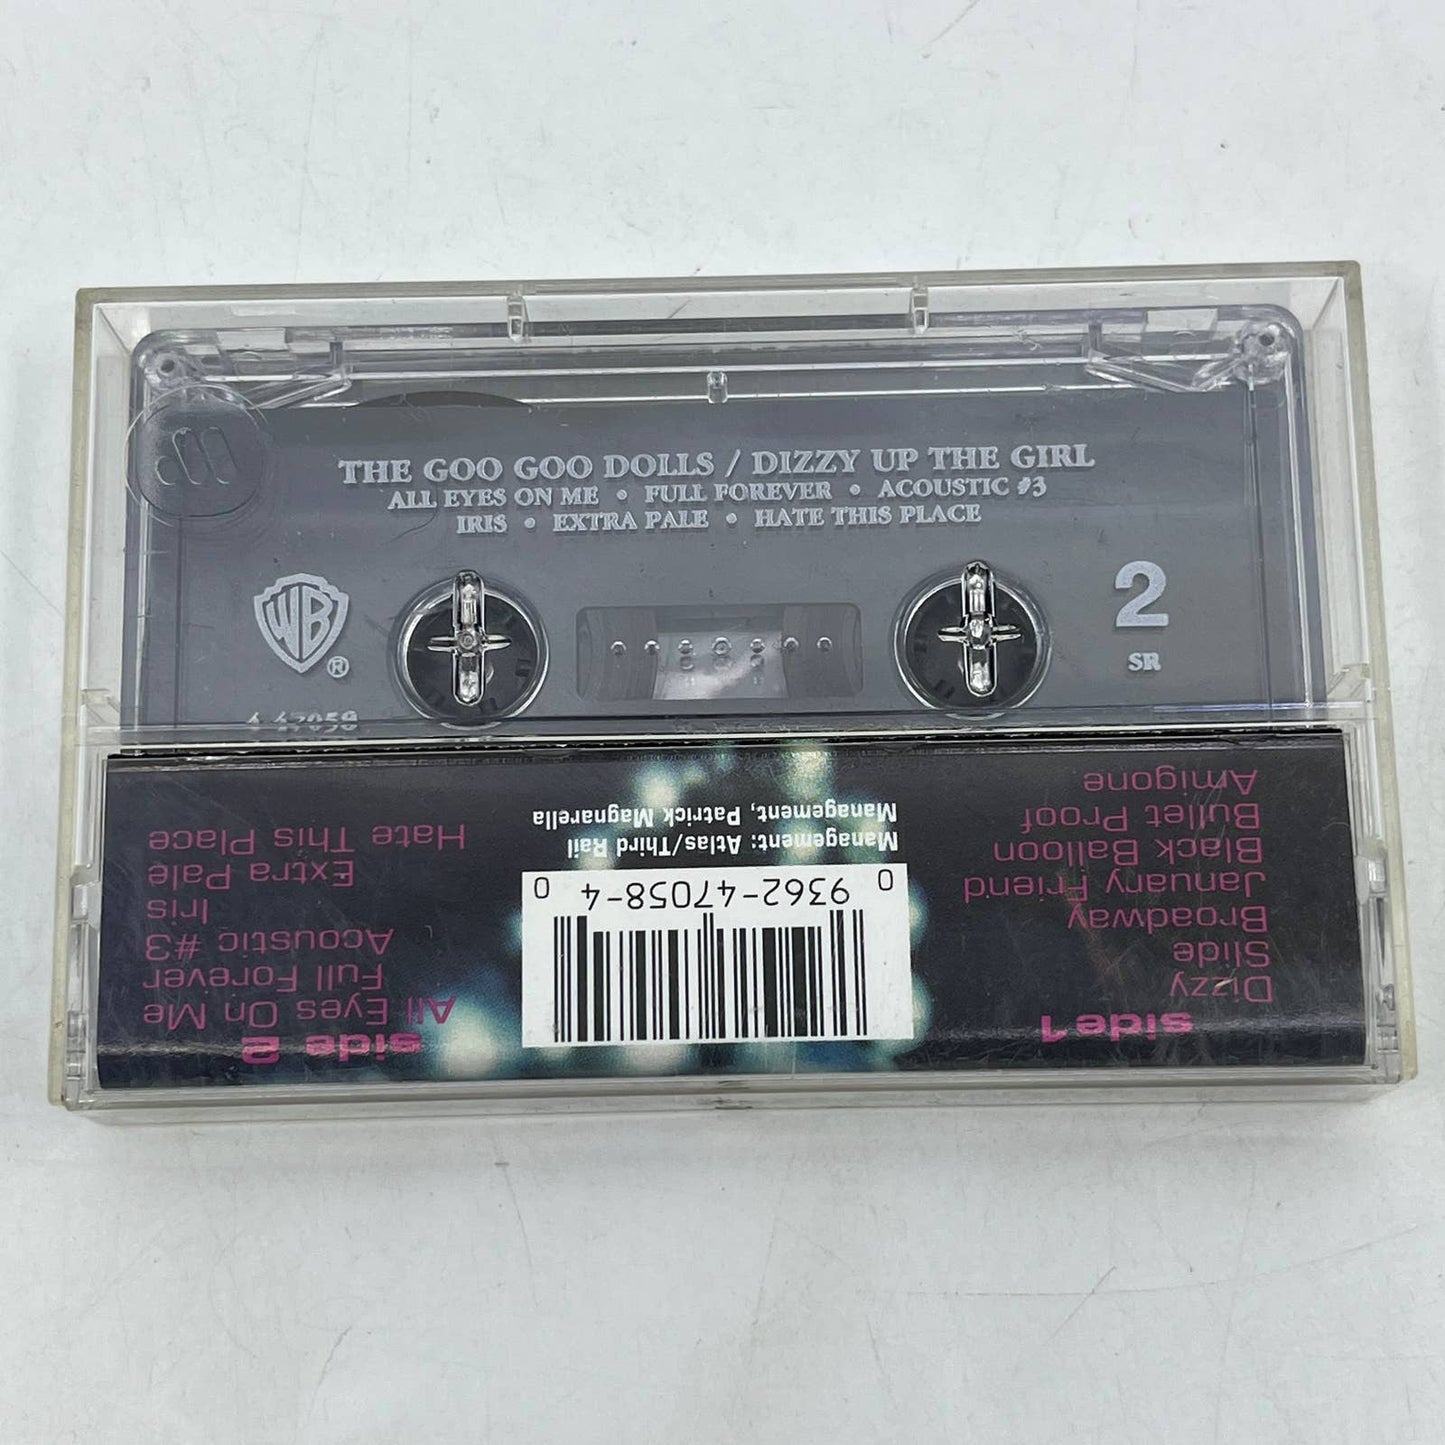 THE GOO GOO DOLLS / DIZZY UP THE GIRL
ALL EYES ON ME • FULL FOREVER • ACOUSTIC #3
IRIS • EXTRA PALE • HATE THIS PLACE
WB
®
2
SR
side 1
Dizzy
Slide
Broadway
January Friend
Black Balloon
Bullet Proof
Amigone
0 9362-47058-4 0
Management: Atlas/Third Rail
Management, Patrick Magnarella
side 2
All Eyes On Me
Full Forever
Acoustic #3
Iris
Extra Pale
Hate This Place